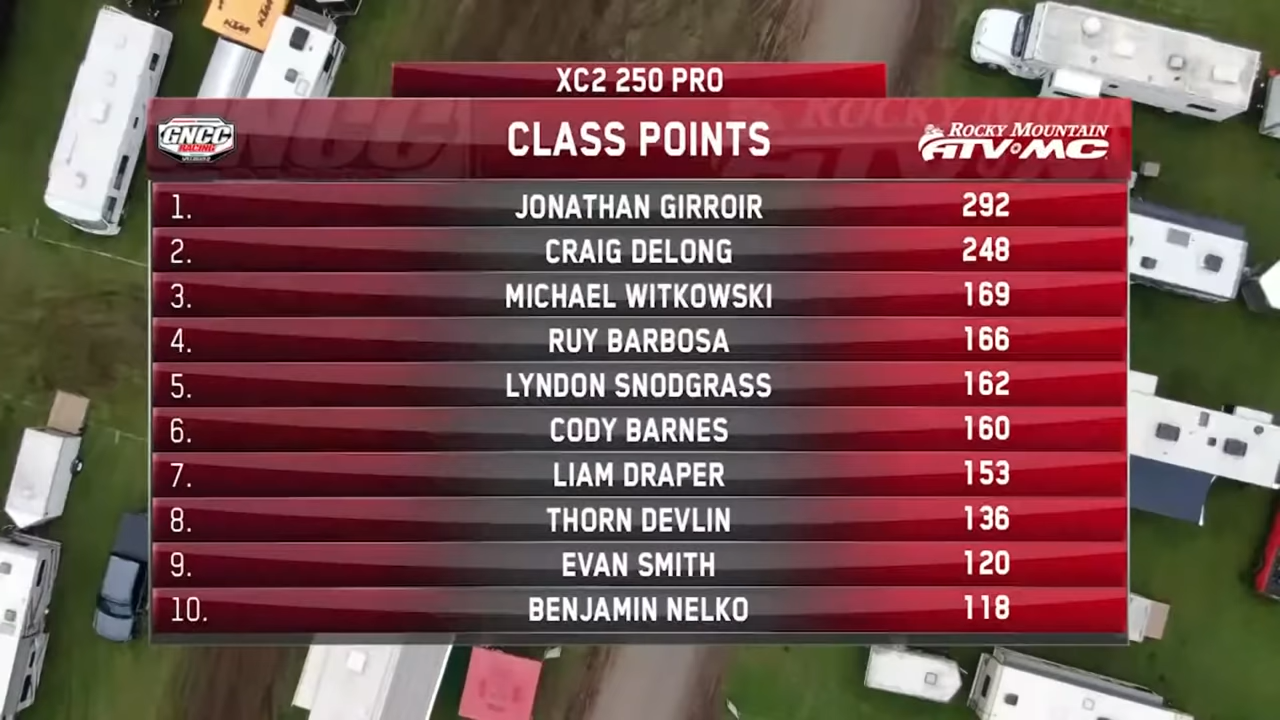 KTM
KTM
XC2 250 PRO
GNCC
RACING
CLASS POINTS
ROCKY MOUNTAIN
ATV MC
1. JONATHAN GIRROIR 292
2. CRAIG DELONG 248
3. MICHAEL WITKOWSKI 169
4. RUY BARBOSA 166
5. LYNDON SNODGRASS 162
6. CODY BARNES 160
7. LIAM DRAPER 153
8. THORN DEVLIN 136
9. EVAN SMITH 120
10. BENJAMIN NELKO 118